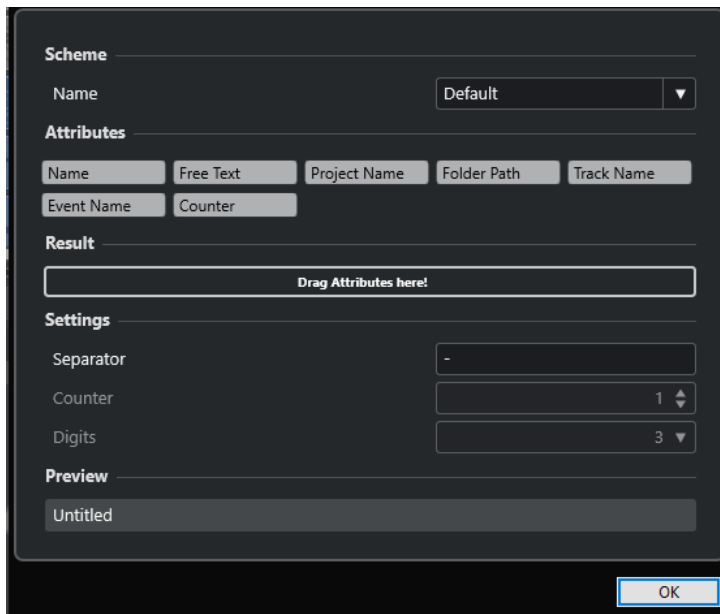 Scheme
Name Default
Attributes
Name Free Text Project Name Folder Path Track Name
Event Name Counter
Result
Drag Attributes here!
Settings
Separator -
Counter 1
Digits 3
Preview
Untitled
OK